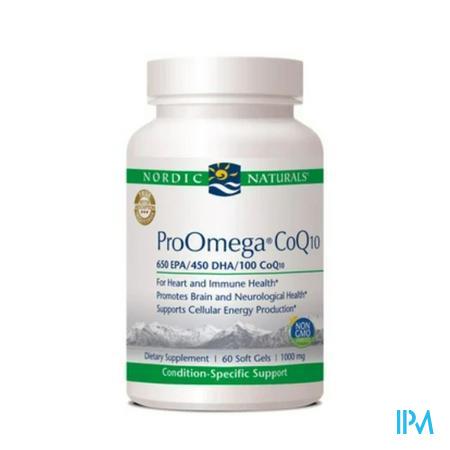 NORDIC NATURALS®
ProOmega® CoQ10
650 EPA/450 DHA/100 CoQ10
For Heart and Immune Health*
Promotes Brain and Neurological Health*
Supports Cellular Energy Production*
NON
GMO
Dietary Supplement | 60 Soft Gels | 1000 mg
Condition-Specific Support
IPM